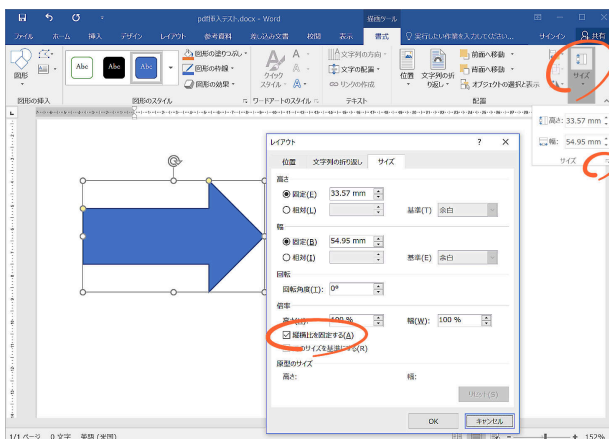 pdf挿入テスト.docx - Word
描画ツール
ファイル ホーム 挿入 デザイン レイアウト 参考資料 差し込み文書 校閲 表示 書式 実行したい作業を入力してください... サインイン 共有
図形
Abc Abc Abc
図形の塗りつぶし
図形の枠線
図形の効果
クイック
スタイル
文字列の方向
文字の配置
リンクの作成
位置 文字列の折
り返し
前面へ移動
背面へ移動
オブジェクトの選択と表示
サイズ
図形の挿入 図形のスタイル ワードアートのスタイル テキスト 配置
高さ: 33.57 mm
幅: 54.95 mm
サイズ
レイアウト ? ×
位置 文字列の折り返し サイズ
高さ
固定(E) 33.57 mm
相対(L) 基準(T) 余白
幅
固定(B) 54.95 mm
相対(I) 基準(E) 余白
回転
回転角度(T): 0°
倍率
高さ(H): 100 % 幅(W): 100 %
縦横比を固定する(A)
のサイズを基準にする(R)
原型のサイズ
高さ: 幅:
リセット(S)
OK キャンセル
1/1 ページ 0 文字 英語 (米国) 152%